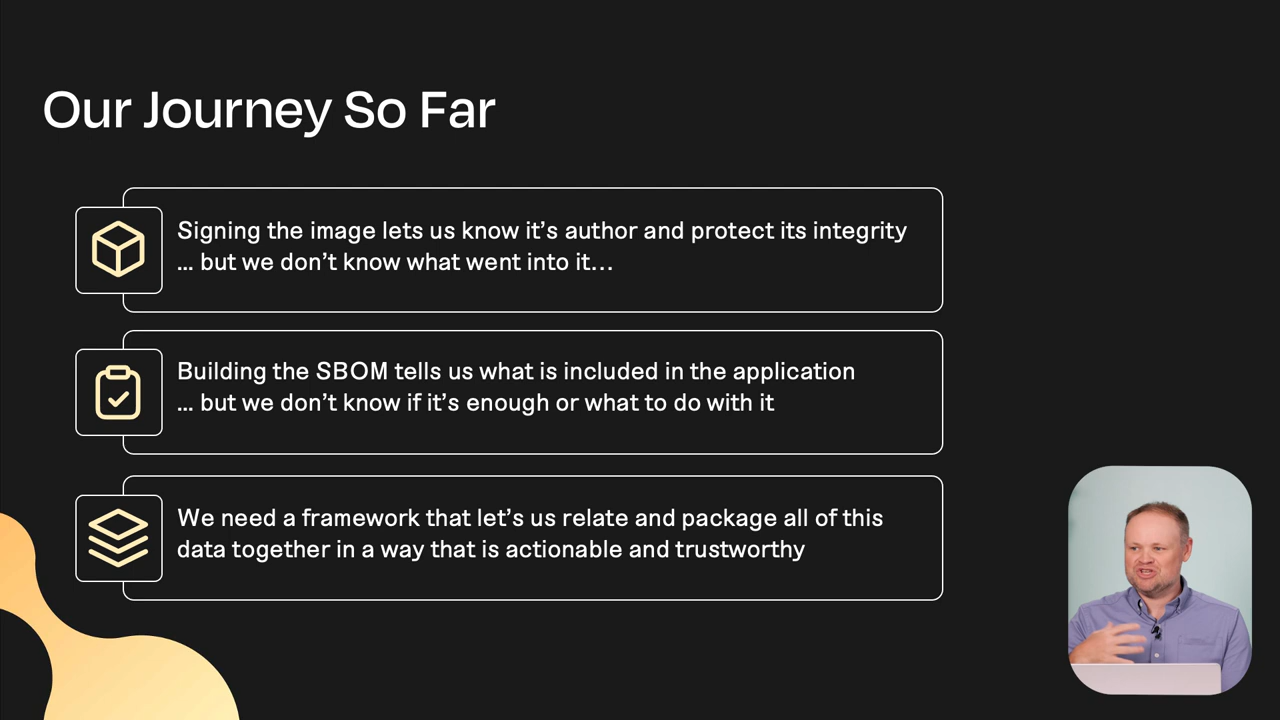 Our Journey So Far
Signing the image lets us know it’s author and protect its integrity
... but we don’t know what went into it...
Building the SBOM tells us what is included in the application
... but we don’t know if it’s enough or what to do with it
We need a framework that let’s us relate and package all of this
data together in a way that is actionable and trustworthy